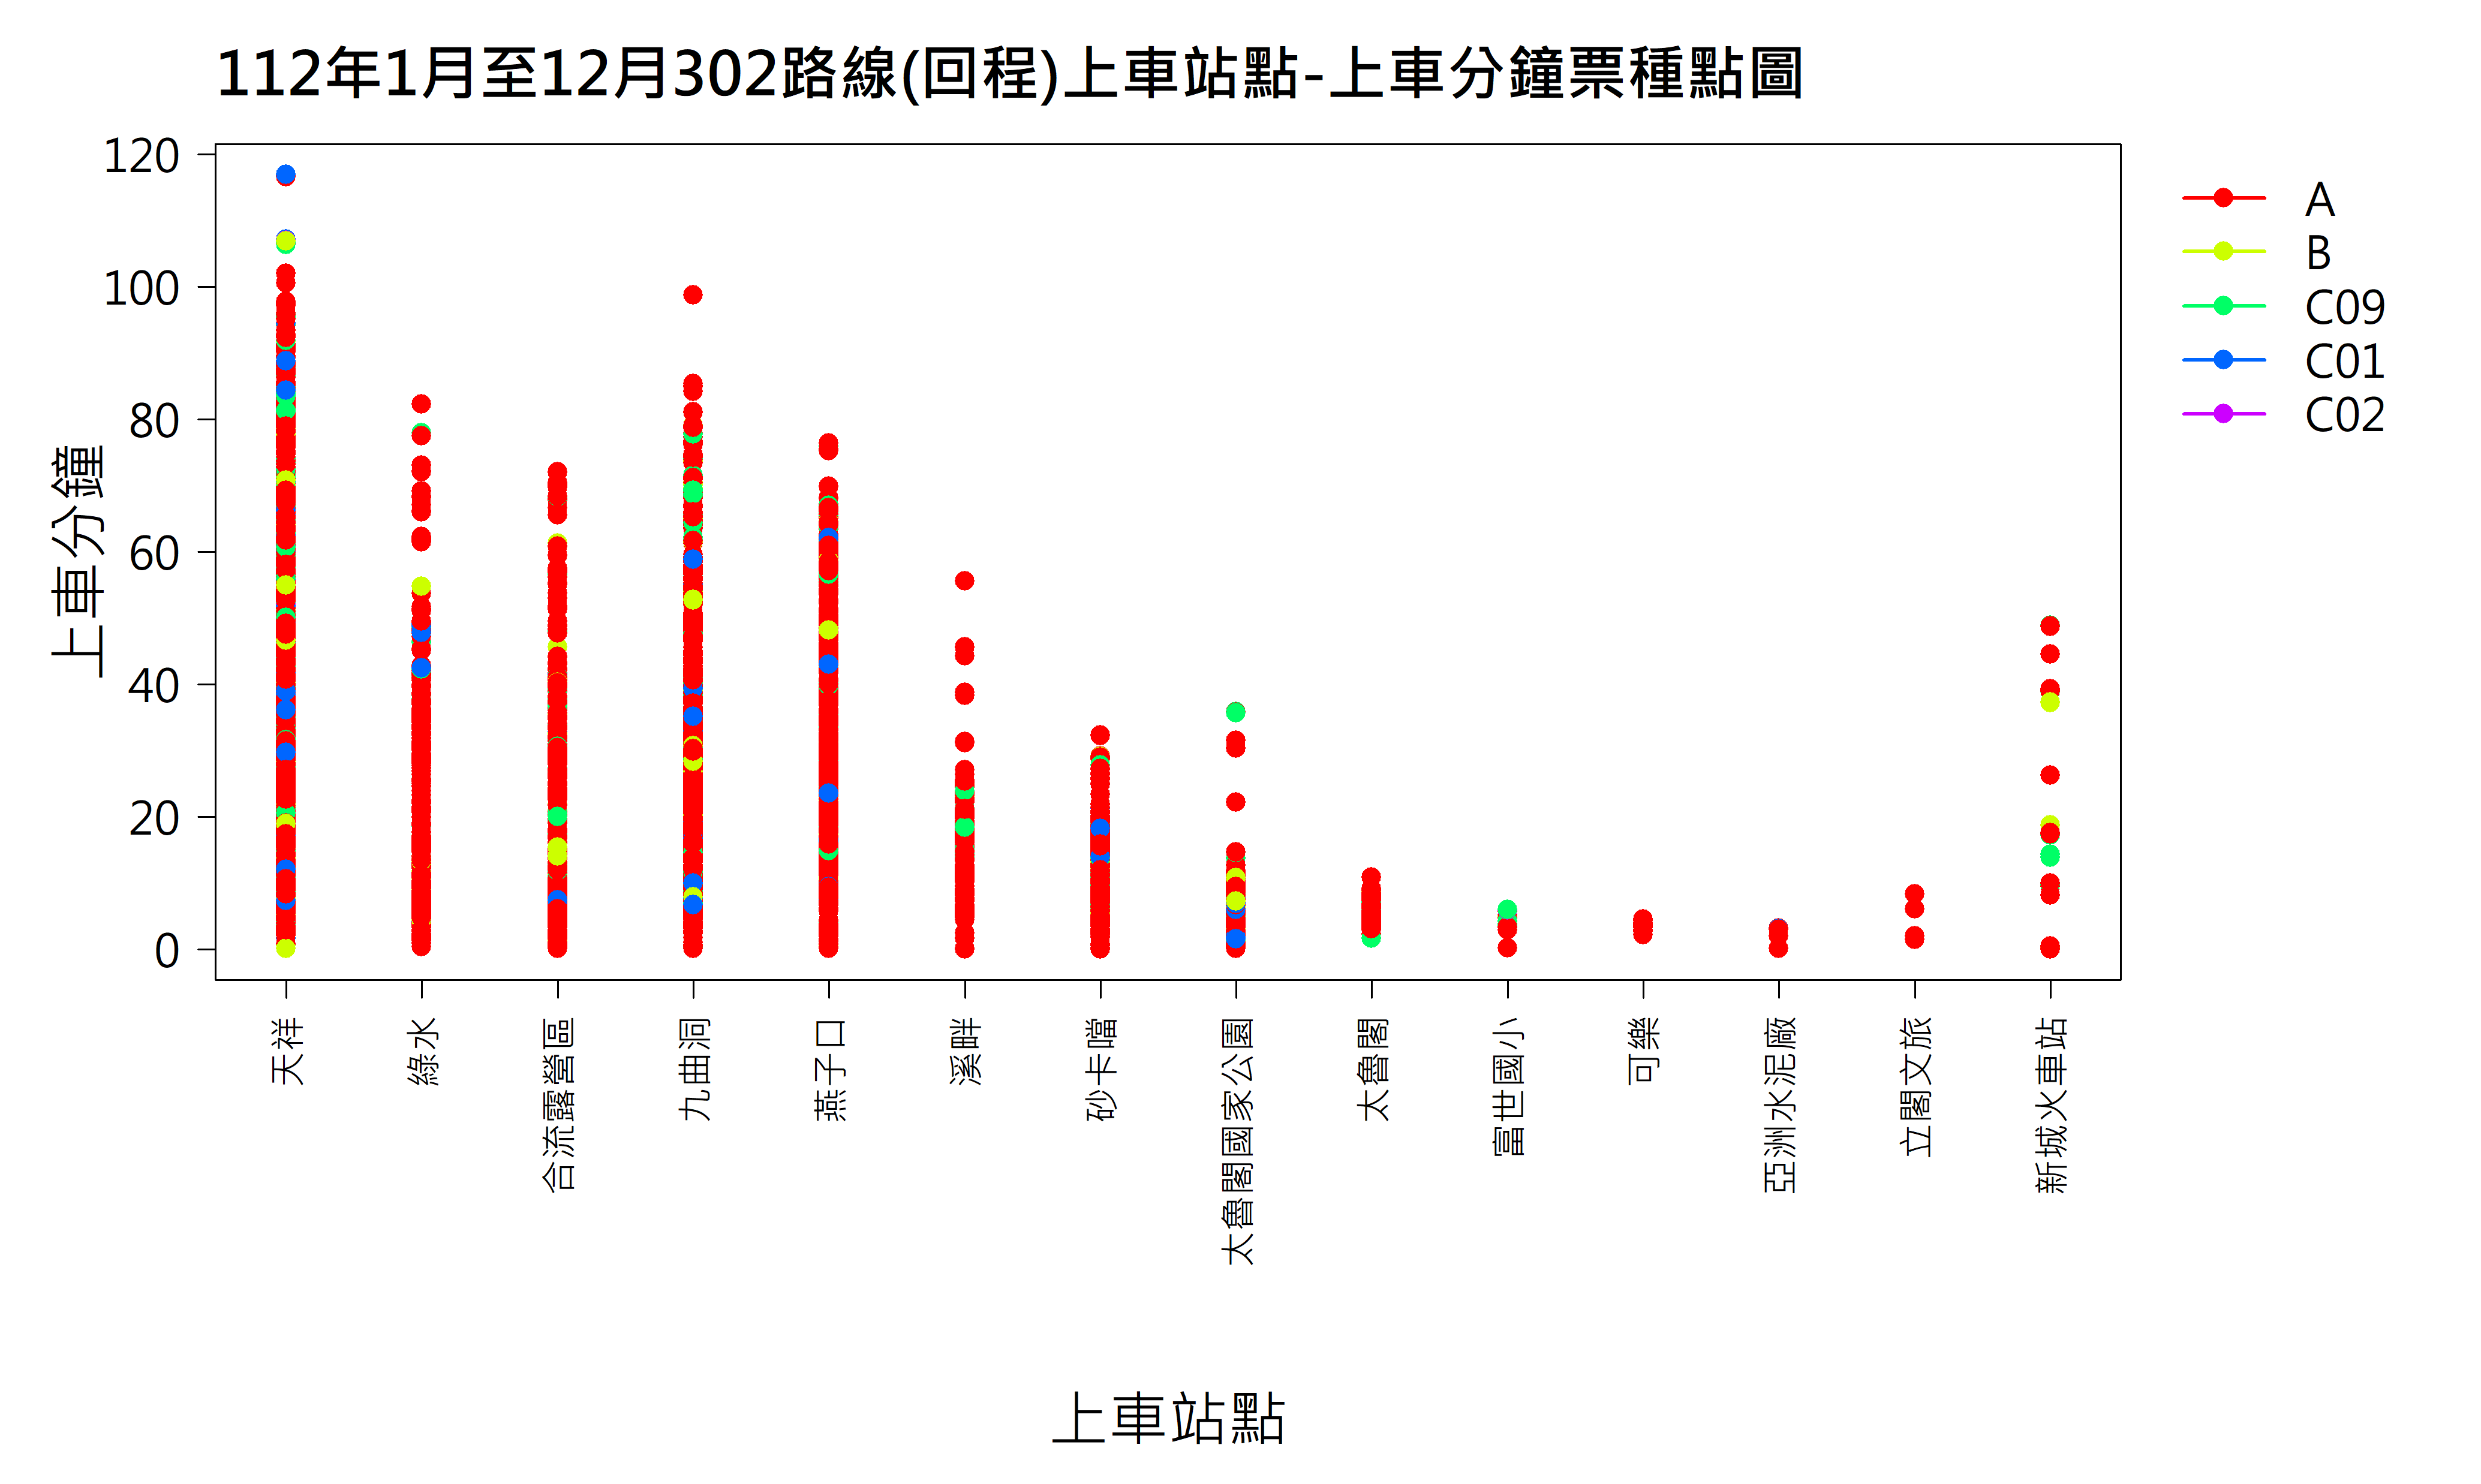 112年1月至12月302路線(回程)上車站點-上車分鐘票種點圖
上車分鐘
120
100
80
60
40
20
0
A
B
C09
C01
C02
天祥
綠水
合流露營區
九曲洞
燕子口
溪畔
砂卡噹
太魯閣國家公園
太魯閣
富世國小
可樂
亞洲水泥廠
立閣文旅
新城火車站
上車站點